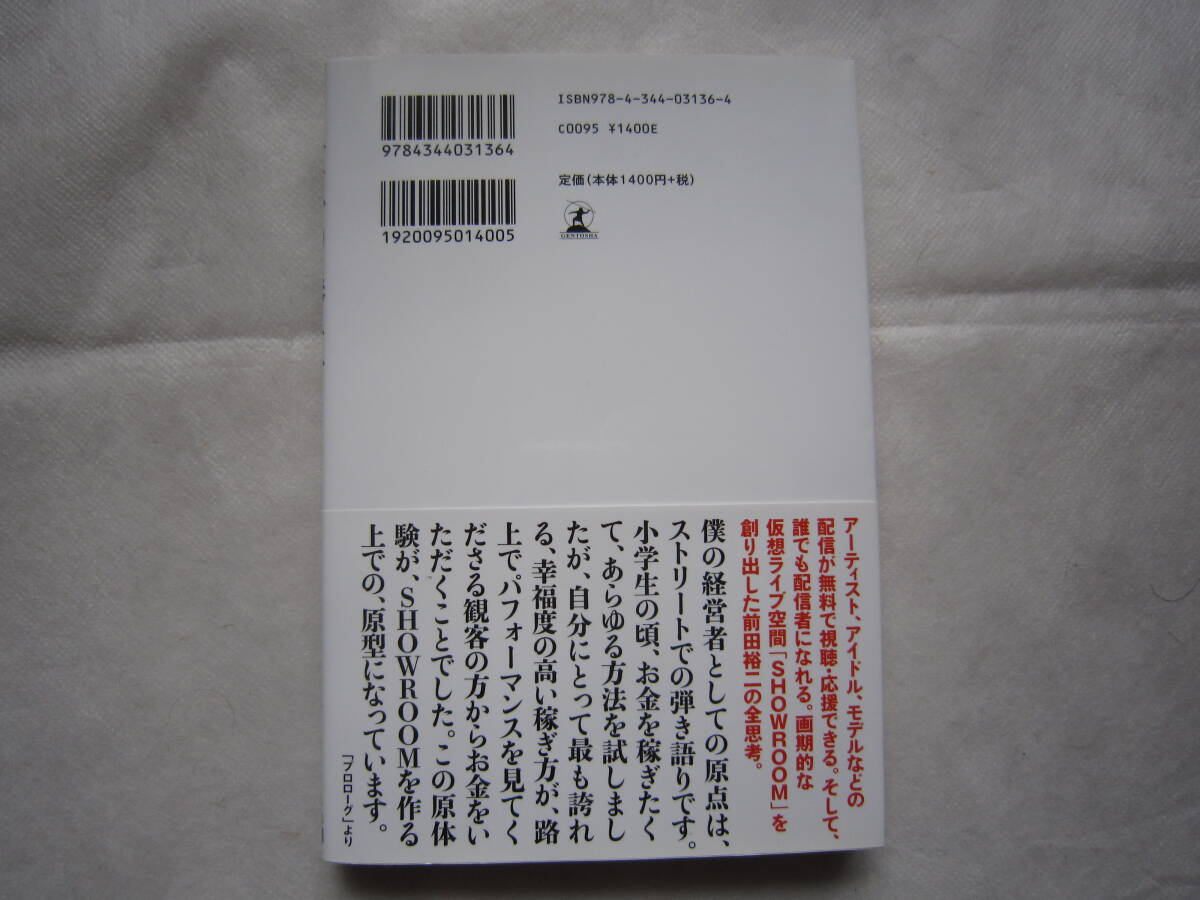 ISBN978-4-344-03136-4
C0095 ¥1400E
9784344031364
定価(本体1400円+税)
1920095014005
GENTOSHA
アーティスト、アイドル、モデルなどの
配信が無料で視聴・応援できる。そして、
誰でも配信者になれる。画期的な
仮想ライブ空間「SHOWROOM」を
創り出した前田裕二の全思考。
僕の経営者としての原点は、
ストリートでの弾き語りです。
小学生の頃、お金を稼ぎたく
て、あらゆる方法を試しまし
たが、自分にとって最も誇れ
る、幸福度の高い稼ぎ方が、路
上でパフォーマンスを見てく
ださる観客の方からお金をい
ただくことでした。この原体
験が、SHOWROOMを作る
上での、原型になっています。
「プロローグ」より